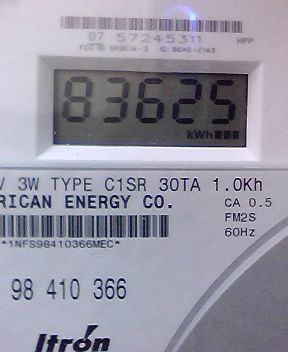 07 57245311 HPP
83625
kWh
V 3W TYPE C1SR 30TA 1.0Kh
RICAN ENERGY CO. CA 0.5
FM2S
60Hz
*1NFS98410366MEC*
98 410 366
Itron